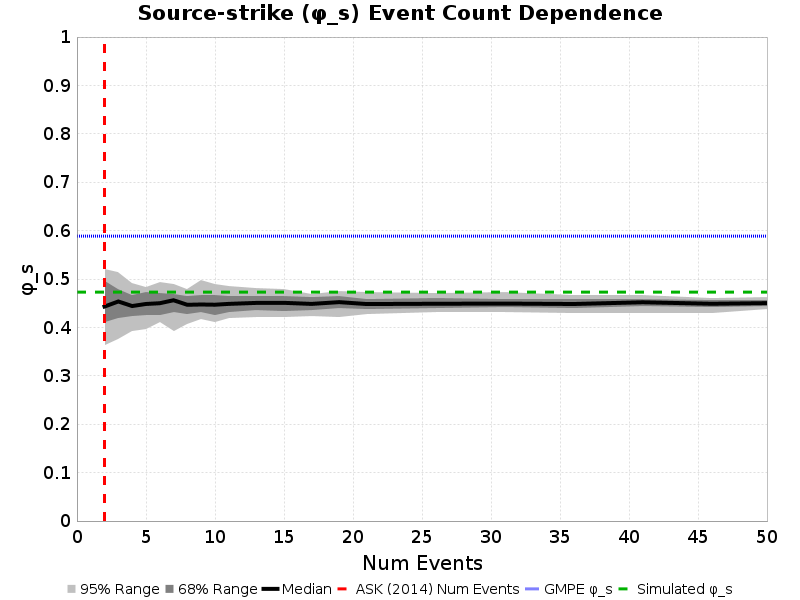 Source-strike (φ_s) Event Count Dependence
1
0.9
0.8
0.7
0.6
0.5
0.4
0.3
0.2
0.1
0
φ_s
0 5 10 15 20 25 30 35 40 45 50
Num Events
95% Range 68% Range Median ASK (2014) Num Events GMPE φ_s Simulated φ_s